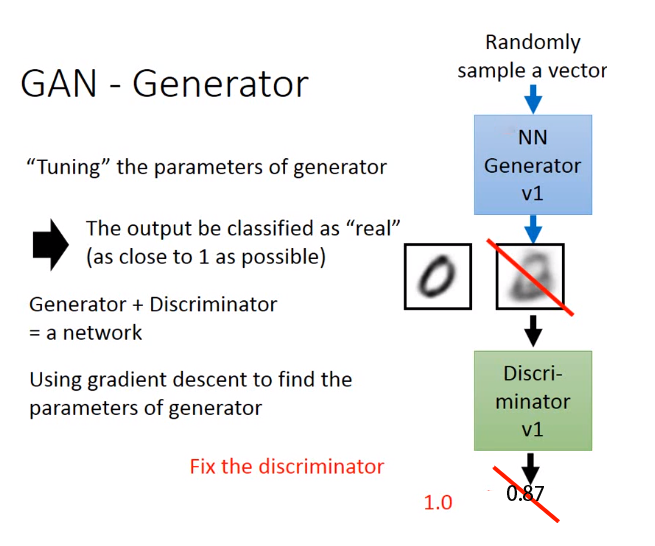 GAN - Generator
Randomly
sample a vector
NN
Generator
v1
“Tuning” the parameters of generator
The output be classified as “real”
(as close to 1 as possible)
Generator + Discriminator
= a network
Using gradient descent to find the
parameters of generator
Discri-
minator
v1
Fix the discriminator
1.0
0.87